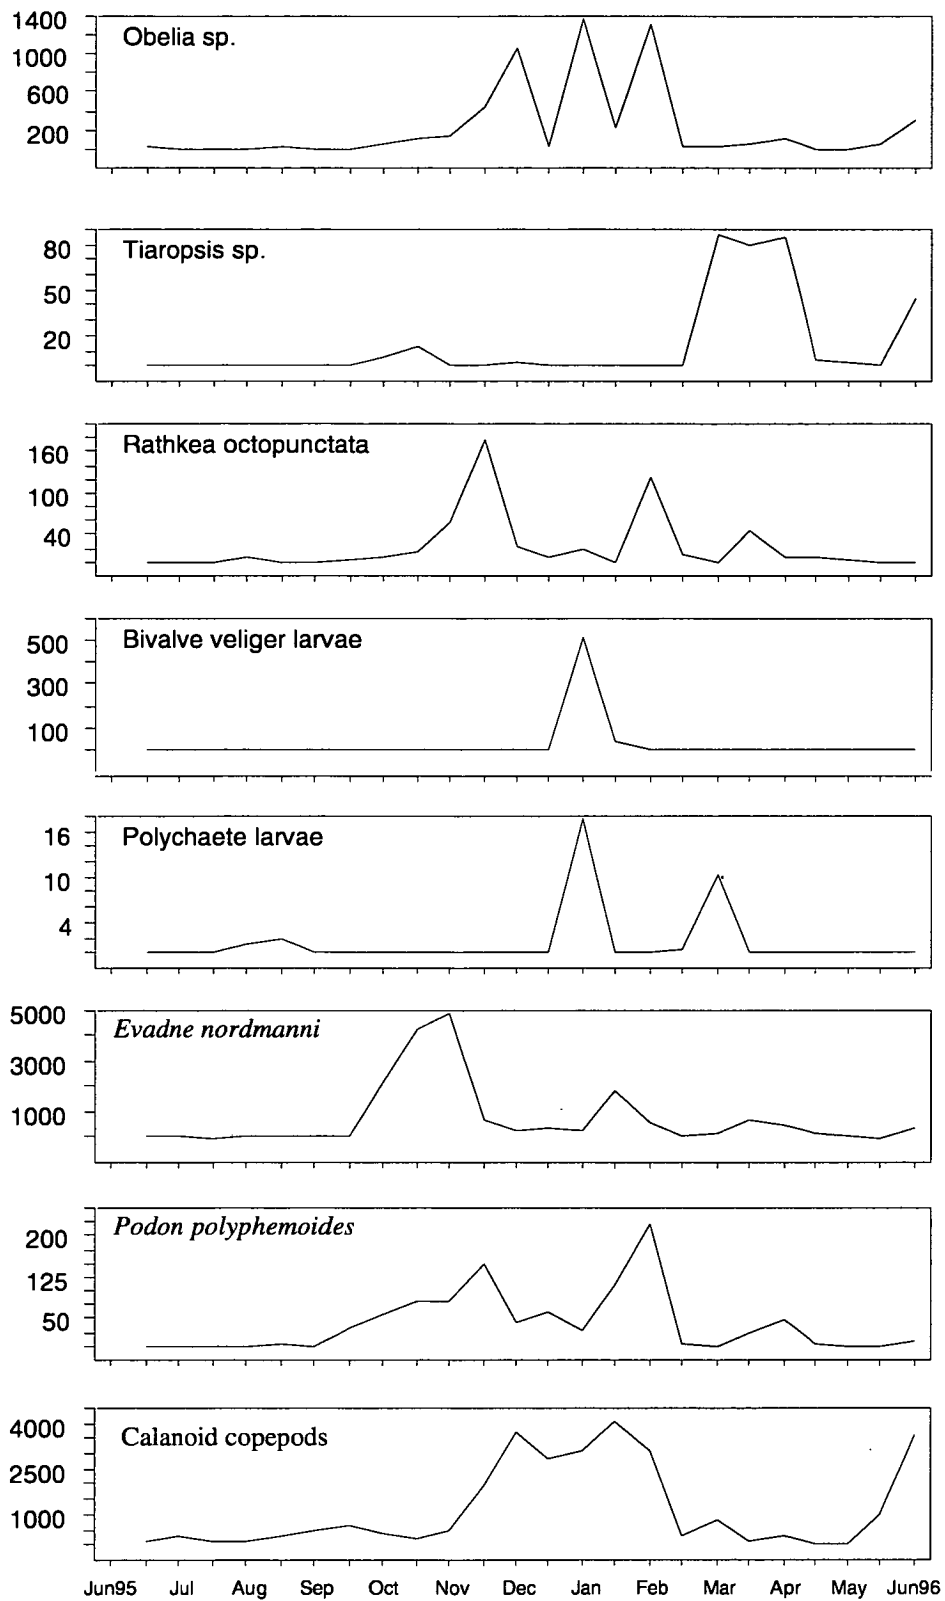 1400
Obelia sp.
1000
600
200
80
Tiaropsis sp.
50
20
Rathkea octopunctata
160
100
40
Bivalve veliger larvae
500
300
100
Polychaete larvae
16
10
4
5000
Evadne nordmanni
3000
1000
Podon polyphemoides
200
125
50
4000
Calanoid copepods
2500
1000
Jun95 Jul Aug Sep Oct Nov Dec Jan Feb Mar Apr May Jun96